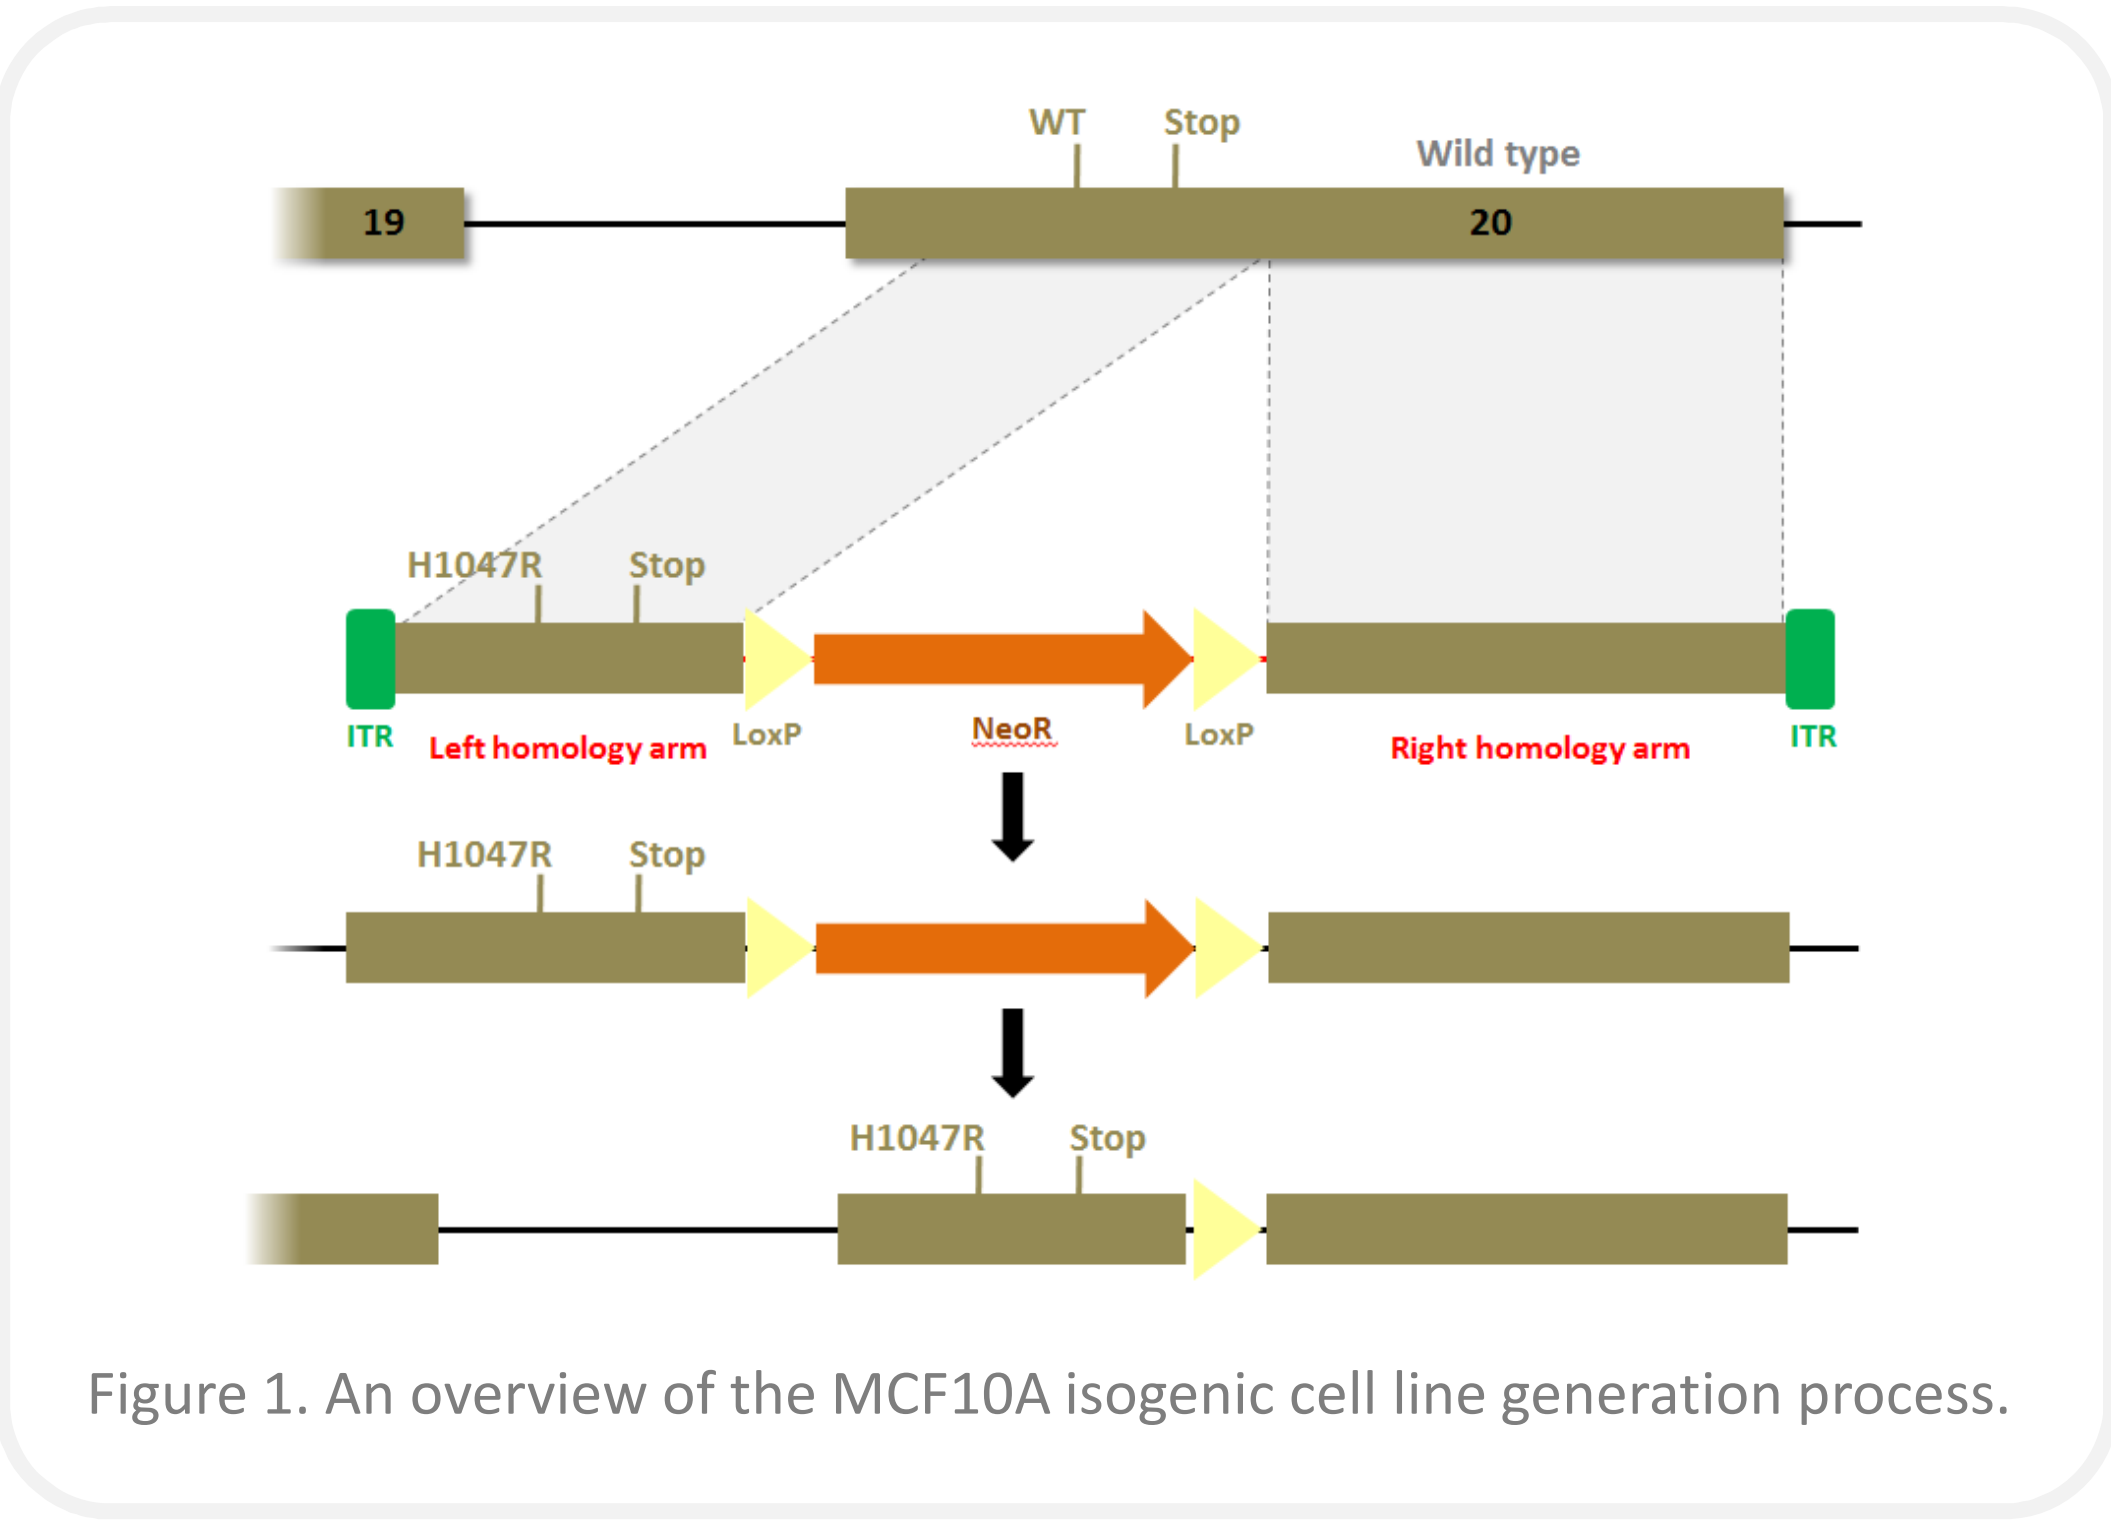 WT Stop
Wild type
19 20
H1047R Stop
ITR Left homology arm LoxP NeoR LoxP Right homology arm ITR
H1047R Stop
H1047R Stop
Figure 1. An overview of the MCF10A isogenic cell line generation process.